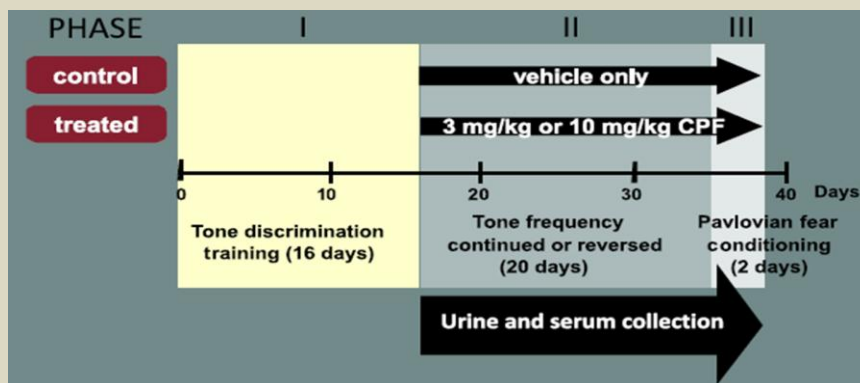 PHASE I II III
control vehicle only
treated 3 mg/kg or 10 mg/kg CPF
0 10 20 30 40 Days
Tone discrimination
training (16 days)
Tone frequency
continued or reversed
(20 days)
Pavlovian fear
conditioning
(2 days)
Urine and serum collection